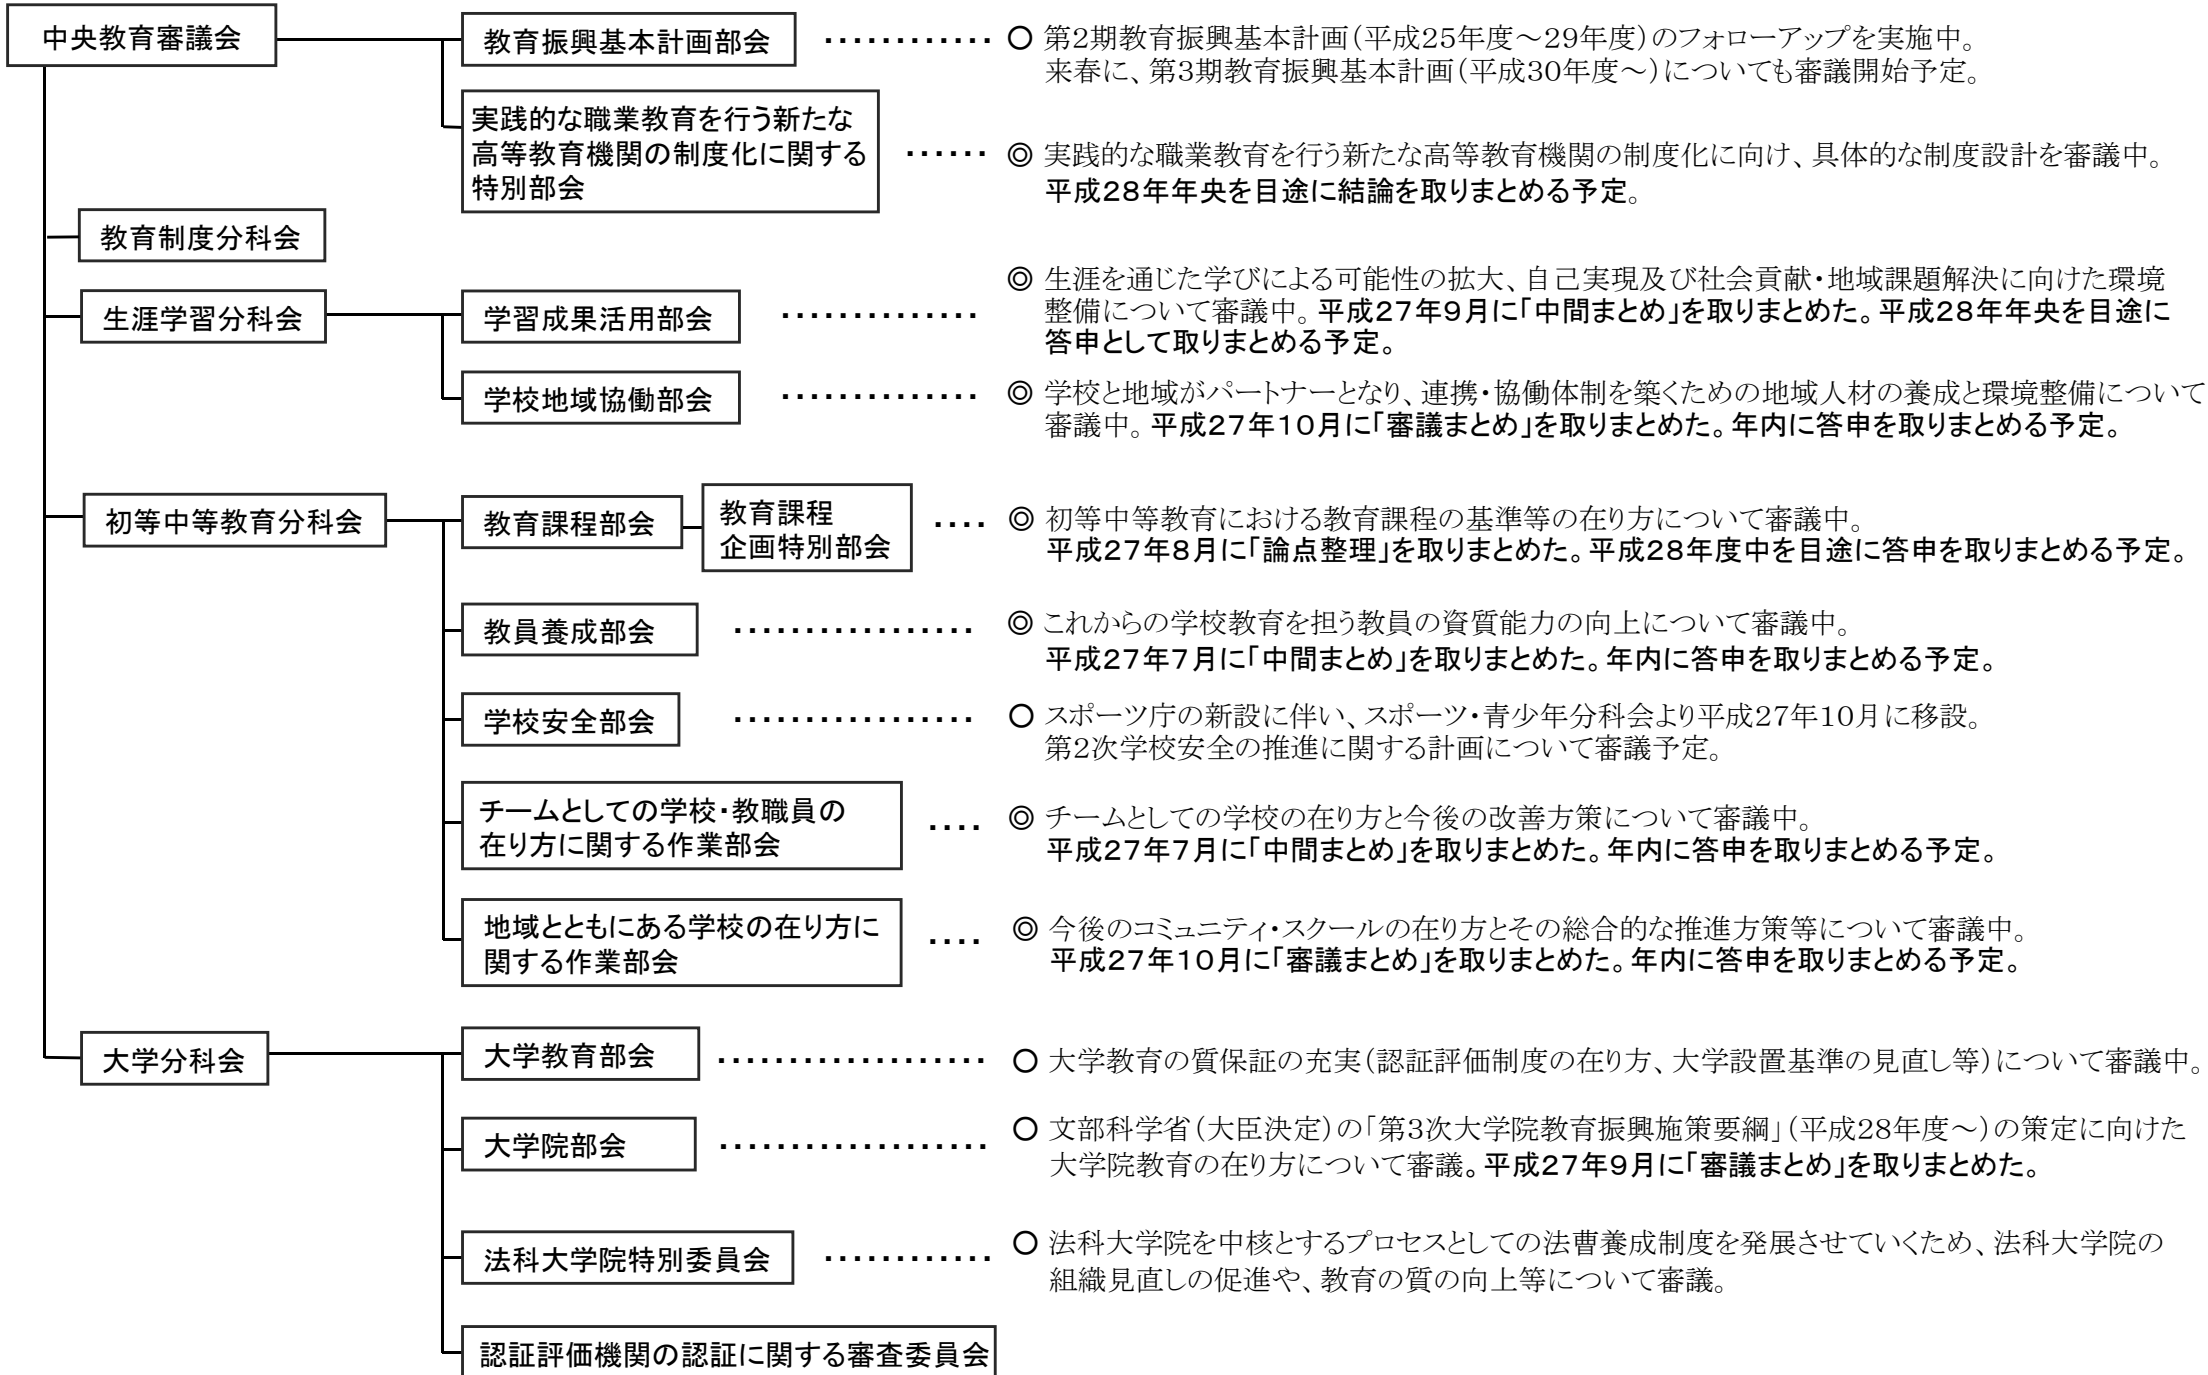 中央教育審議会
教育振興基本計画部会
‥‥‥‥‥‥ ○ 第2期教育振興基本計画(平成25年度～29年度)のフォローアップを実施中。
来春に、第3期教育振興基本計画(平成30年度～)についても審議開始予定。
実践的な職業教育を行う新たな
高等教育機関の制度化に関する
特別部会
‥‥‥ ◎ 実践的な職業教育を行う新たな高等教育機関の制度化に向け、具体的な制度設計を審議中。
平成28年年央を目途に結論を取りまとめる予定。
教育制度分科会
生涯学習分科会
学習成果活用部会
‥‥‥‥‥‥‥ ◎ 生涯を通じた学びによる可能性の拡大、自己実現及び社会貢献・地域課題解決に向けた環境
整備について審議中。平成27年9月に「中間まとめ」を取りまとめた。平成28年年央を目途に
答申として取りまとめる予定。
学校地域協働部会
‥‥‥‥‥‥‥ ◎ 学校と地域がパートナーとなり、連携・協働体制を築くための地域人材の養成と環境整備について
審議中。平成27年10月に「審議まとめ」を取りまとめた。年内に答申を取りまとめる予定。
初等中等教育分科会
教育課程部会
教育課程
企画特別部会
‥‥ ◎ 初等中等教育における教育課程の基準等の在り方について審議中。
平成27年8月に「論点整理」を取りまとめた。平成28年度中を目途に答申を取りまとめる予定。
教員養成部会
‥‥‥‥‥‥‥‥‥ ◎ これからの学校教育を担う教員の資質能力の向上について審議中。
平成27年7月に「中間まとめ」を取りまとめた。年内に答申を取りまとめる予定。
学校安全部会
‥‥‥‥‥‥‥‥‥ ○ スポーツ庁の新設に伴い、スポーツ・青少年分科会より平成27年10月に移設。
第2次学校安全の推進に関する計画について審議予定。
チームとしての学校・教職員の
在り方に関する作業部会
‥‥ ◎ チームとしての学校の在り方と今後の改善方策について審議中。
平成27年7月に「中間まとめ」を取りまとめた。年内に答申を取りまとめる予定。
地域とともにある学校の在り方に
関する作業部会
‥‥ ◎ 今後のコミュニティ・スクールの在り方とその総合的な推進方策等について審議中。
平成27年10月に「審議まとめ」を取りまとめた。年内に答申を取りまとめる予定。
大学分科会
大学教育部会
‥‥‥‥‥‥‥‥‥‥ ○ 大学教育の質保証の充実(認証評価制度の在り方、大学設置基準の見直し等)について審議中。
大学院部会
‥‥‥‥‥‥‥‥‥‥ ○ 文部科学省(大臣決定)の「第3次大学院教育振興施策要綱」(平成28年度～)の策定に向けた
大学院教育の在り方について審議。平成27年9月に「審議まとめ」を取りまとめた。
法科大学院特別委員会
‥‥‥‥‥‥ ○ 法科大学院を中核とするプロセスとしての法曹養成制度を発展させていくため、法科大学院の
組織見直しの促進や、教育の質の向上等について審議。
認証評価機関の認証に関する審査委員会